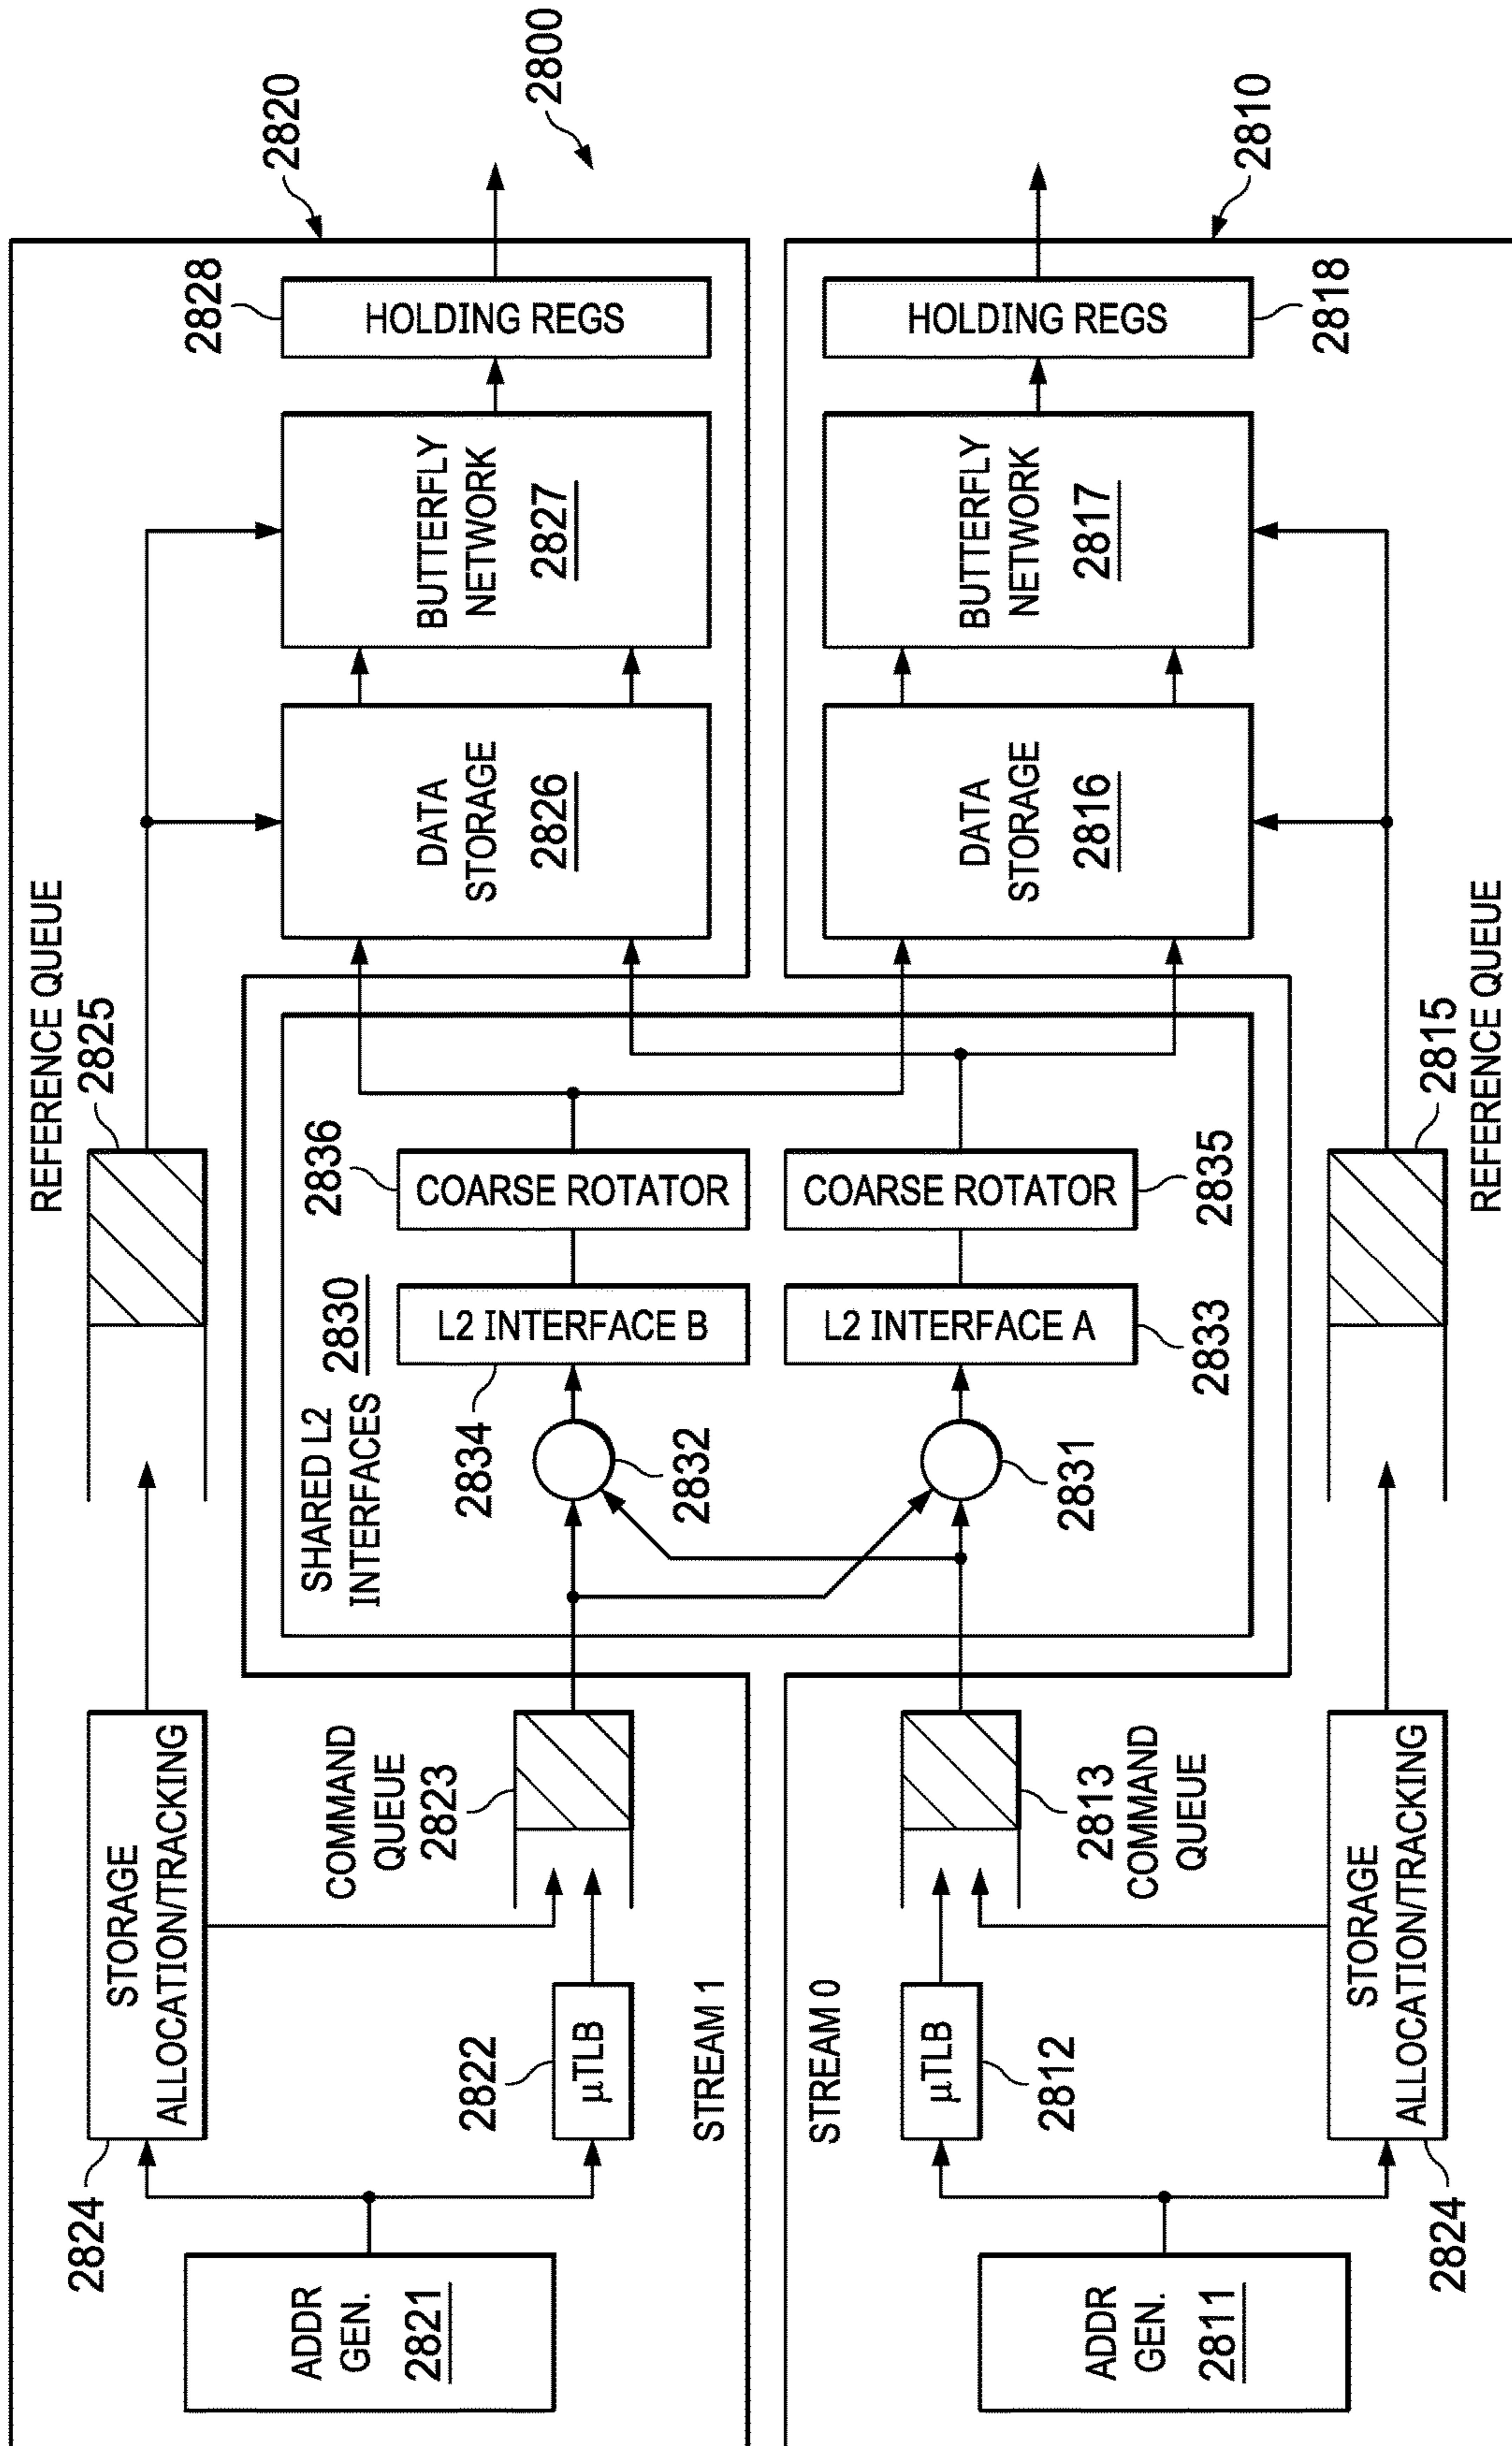 2820
2800
2828
HOLDING REGS
BUTTERFLY
NETWORK
2827
DATA
STORAGE
2826
REFERENCE QUEUE
2825
STORAGE
ALLOCATION/TRACKING
2824
ADDR
GEN.
2821
µTLB
2822
STREAM 1
COMMAND
QUEUE
2823
SHARED L2
INTERFACES
2830
2832
2834
L2 INTERFACE B
2836
COARSE ROTATOR
2831
L2 INTERFACE A
2833
COARSE ROTATOR
2835
STREAM 0
ADDR
GEN.
2811
µTLB
2812
2813
COMMAND
QUEUE
STORAGE
ALLOCATION/TRACKING
2824
2815
REFERENCE QUEUE
DATA
STORAGE
2816
BUTTERFLY
NETWORK
2817
HOLDING REGS
2818
2810